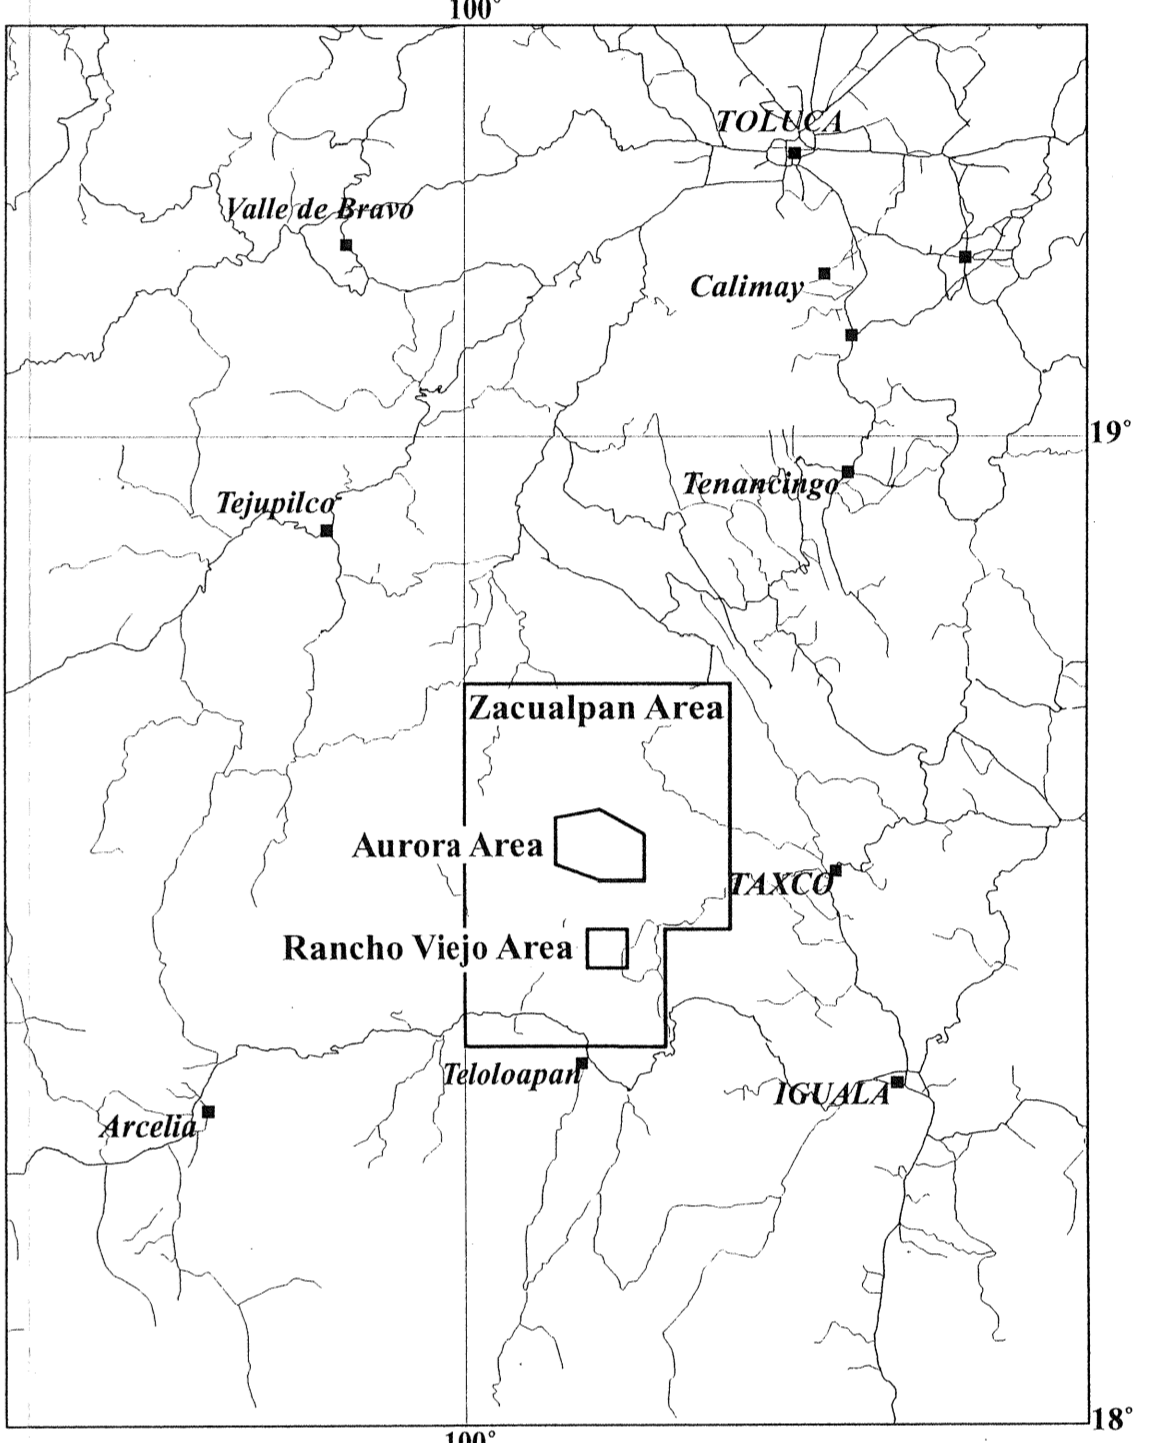 100°
TOLUCA
Valle de Bravo
Calimay
19°
Tenancingo
Tejupilco
Zacualpan Area
Aurora Area
TAXCO
Rancho Viejo Area
Teloloapan
IGUALA
Arcelia
18°
100°